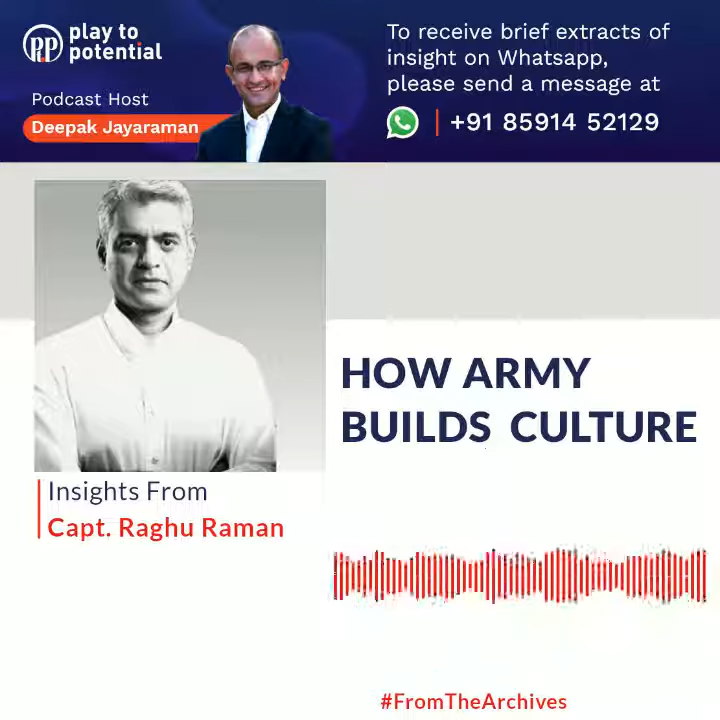 play to
potential
Podcast Host
Deepak Jayaraman
To receive brief extracts of
insight on Whatsapp,
please send a message at
+91 85914 52129
HOW ARMY
BUILDS CULTURE
Insights From
Capt. Raghu Raman
#FromTheArchives